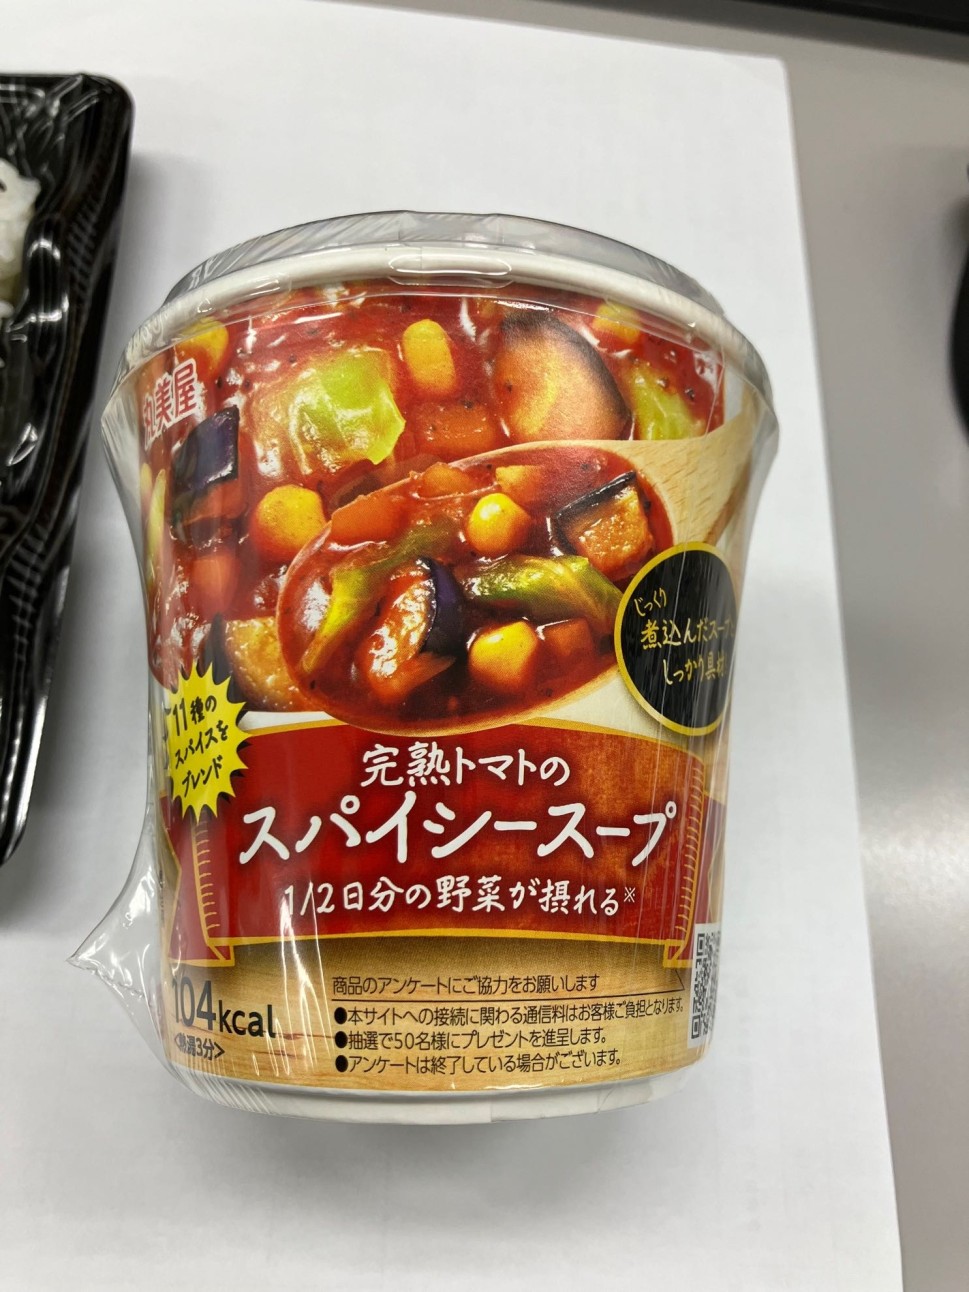 丸美屋
じっくり
煮込んだスープと
しっかり具材
11種の
スパイスを
ブレンド
完熟トマトの
スパイシースープ
1/2日分の野菜が摂れる※
104kcal
<熱湯3分>
商品のアンケートにご協力をお願いします
●本サイトへの接続に関わる通信料はお客様ご負担となります。
●抽選で50名様にプレゼントを進呈します。
●アンケートは終了している場合がございます。